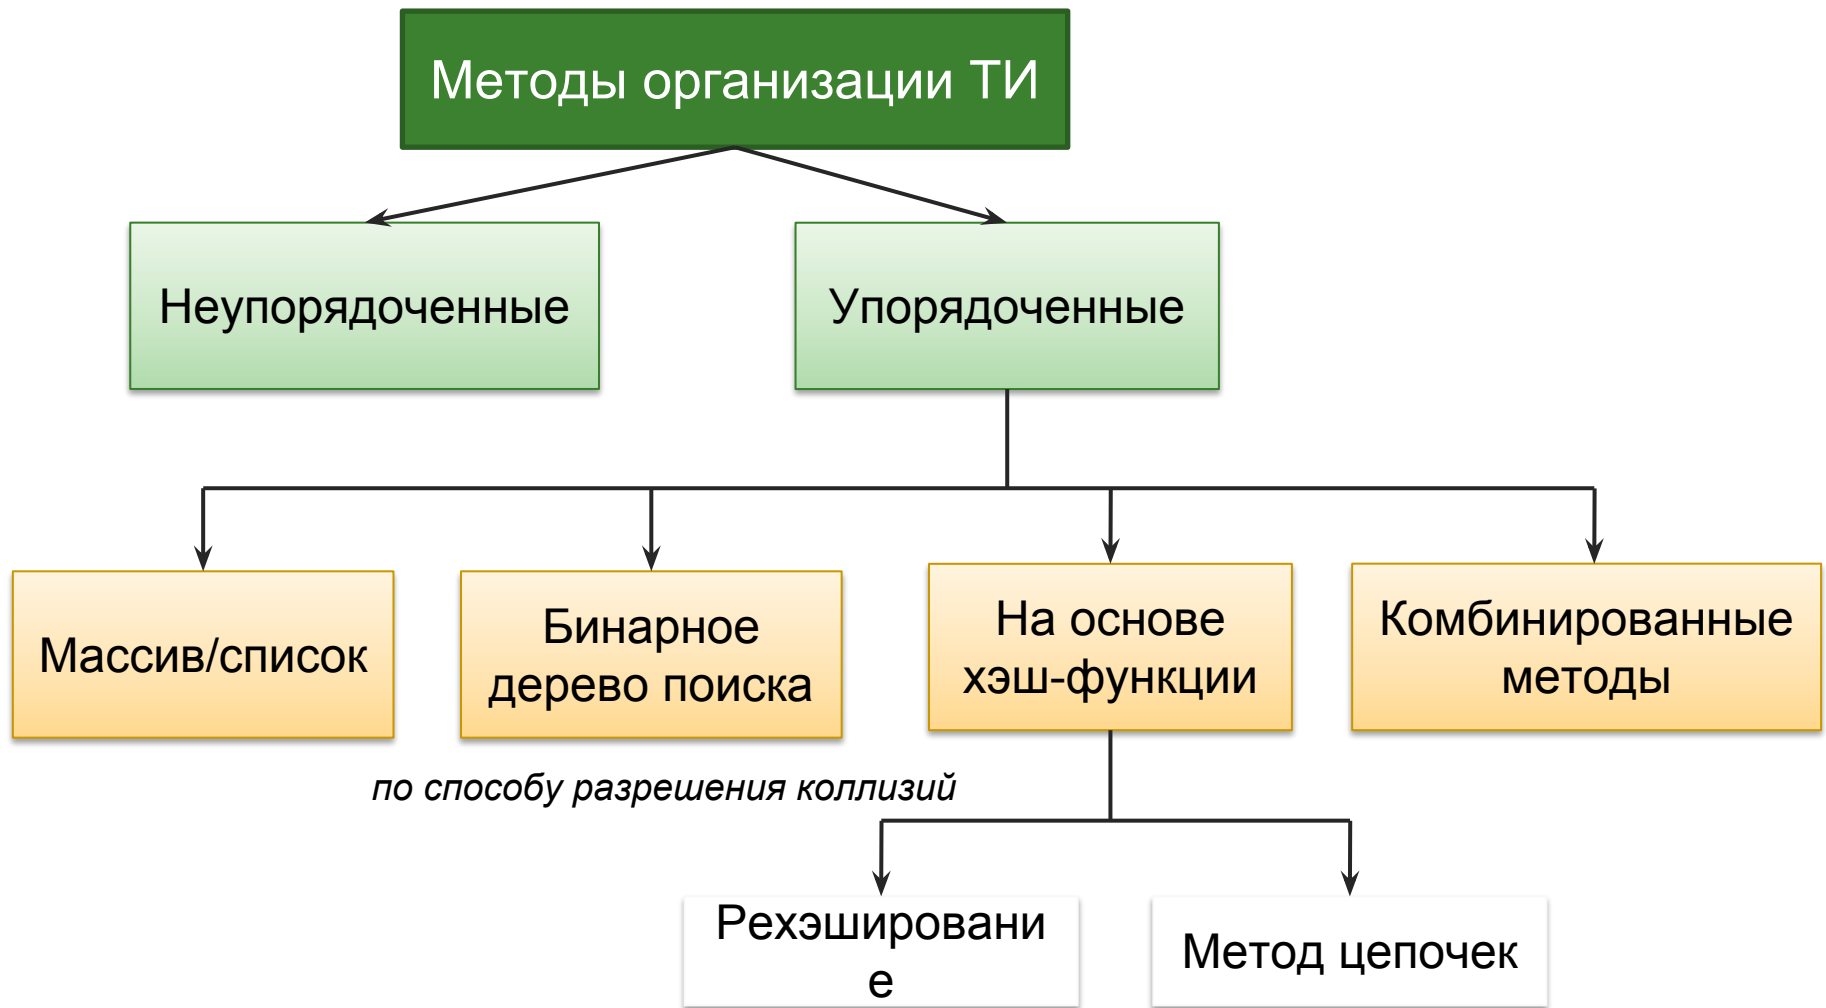 Методы организации ТИ
Неупорядоченные
Упорядоченные
Массив/список
Бинарное
дерево поиска
На основе
хэш-функции
Комбинированные
методы
по способу разрешения коллизий
Рехэшировани
е
Метод цепочек